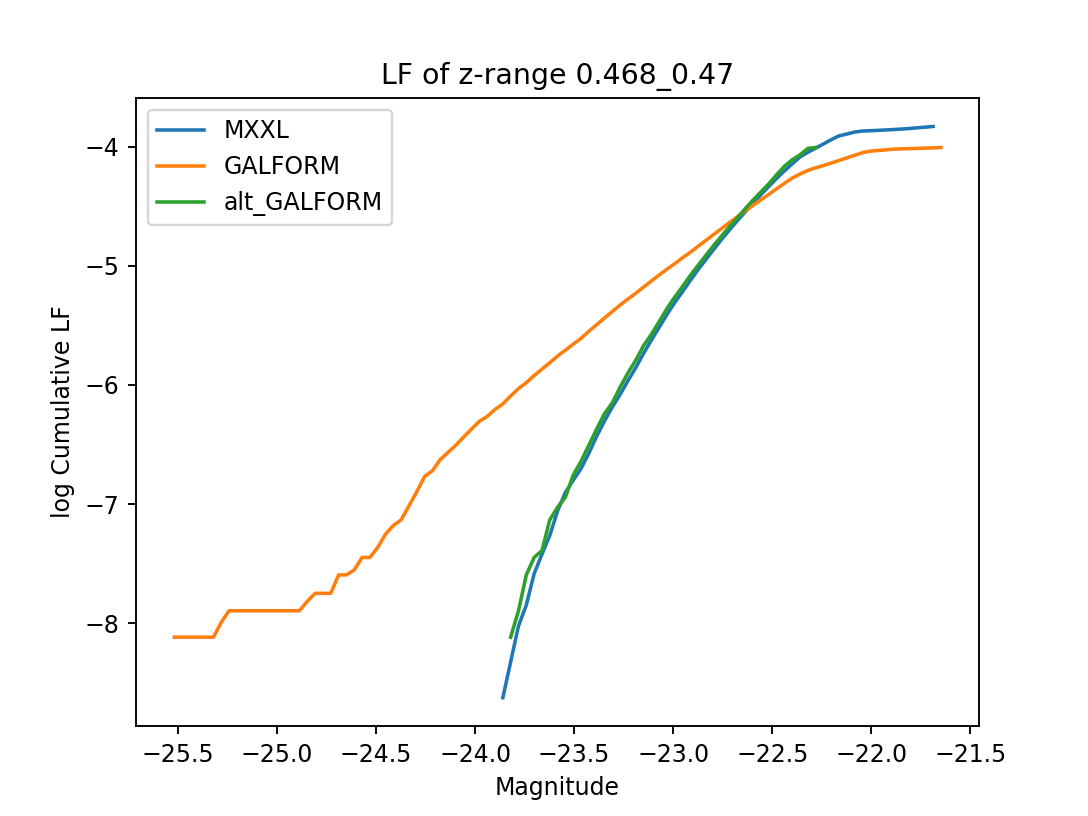 LF of z-range 0.468_0.47
MXXL
GALFORM
alt_GALFORM
−4
−5
−6
−7
−8
log Cumulative LF
−25.5 −25.0 −24.5 −24.0 −23.5 −23.0 −22.5 −22.0 −21.5
Magnitude